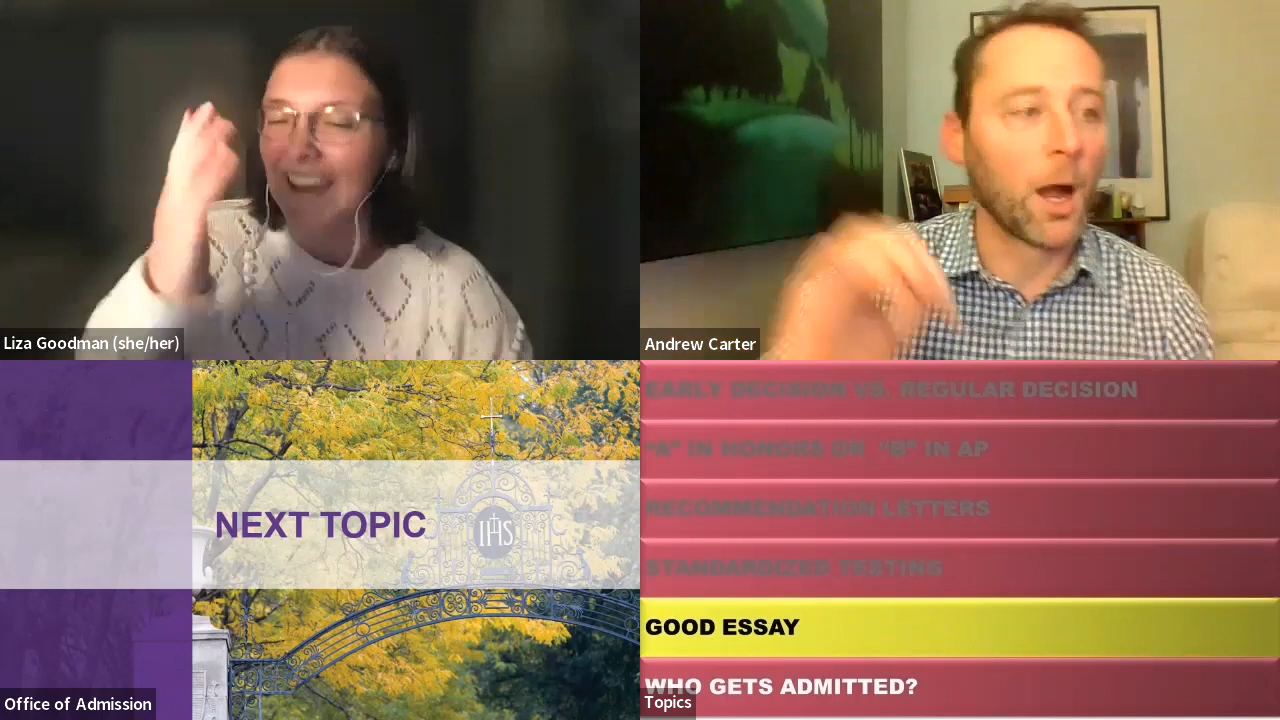 Liza Goodman (she/her)
Andrew Carter
NEXT TOPIC
IHS
Office of Admission
EARLY DECISION VS. REGULAR DECISION
"A" IN HONORS OR "B" IN AP
RECOMMENDATION LETTERS
STANDARDIZED TESTING
GOOD ESSAY
WHO GETS ADMITTED?
Topics